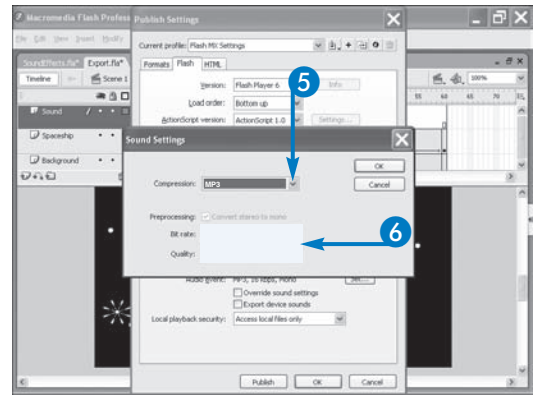 Macromedia Flash Profess
Publish Settings
File Edit View Insert Modify
Current profile: Flash MX Settings
SoundEffects.fla* Export.fla*
Formats Flash HTML
Timeline Scene 1
100%
Version: Flash Player 6 Info
5
Load order: Bottom up
55 60 65 70
Sound
ActionScript version: ActionScript 1.0 Settings...
Spaceship
Sound Settings
Background
OK
Compression: MP3 Cancel
Preprocessing: Convert stereo to mono
Bit rate:
6
Quality:
Audio event: MP3, 16 kbps, Mono Set...
Override sound settings
Export device sounds
Local playback security: Access local files only
Publish OK Cancel